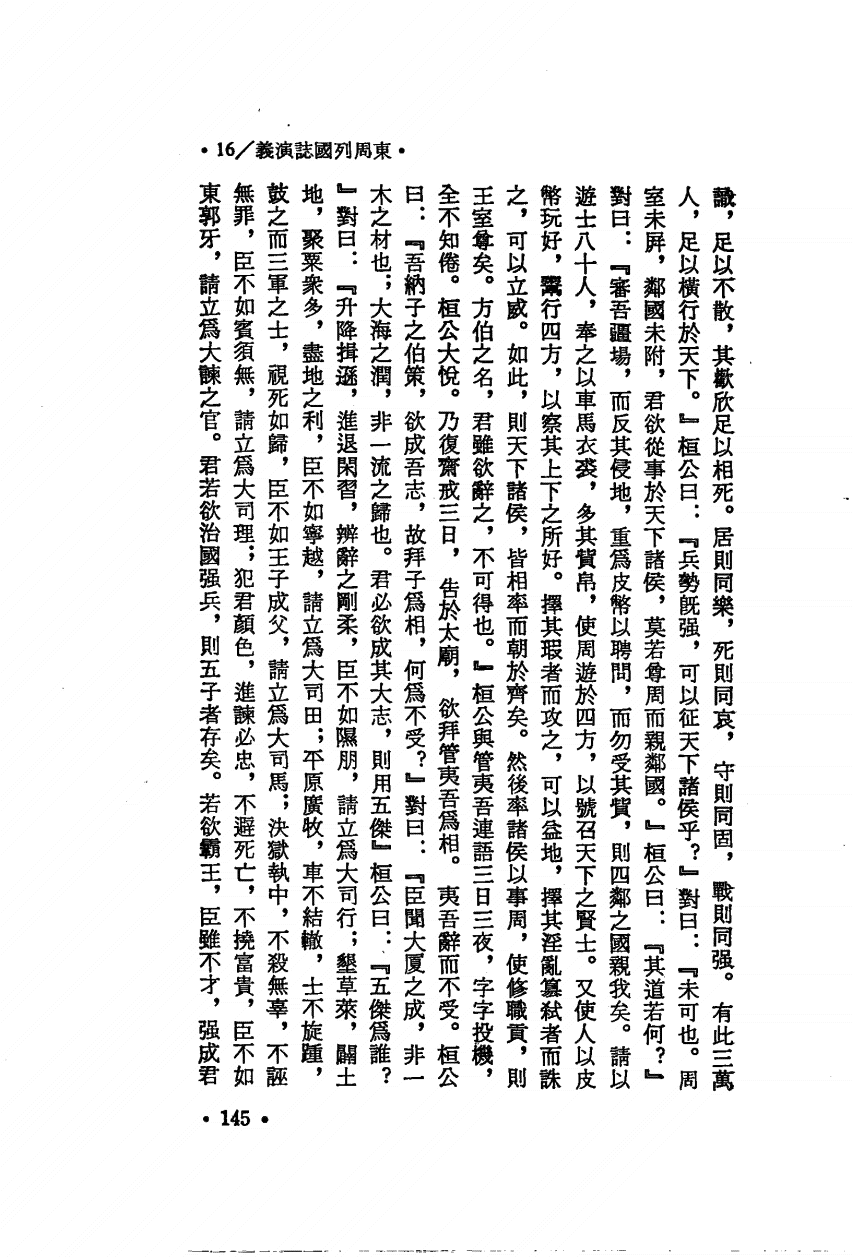 ·東周列國誌演義/16·
識，足以不散，其歡欣足以相死。居則同樂，死則同哀，守則同固，戰則同强。有此三萬
人，足以橫行於天下。』桓公曰：『兵勢旣强，可以征天下諸侯乎？』對曰：『未可也。周
室未屛，鄰國未附，君欲從事於天下諸侯，莫若尊周而親鄰國。』桓公曰：『其道若何？』
對曰：『審吾疆場，而反其侵地，重爲皮幣以聘問，而勿受其貨，則四鄰之國親我矣。請以
遊士八十人，奉之以車馬衣裘，多其貨帛，使周遊於四方，以號召天下之賢士。又使人以皮
幣玩好，鬻行四方，以察其上下之所好。擇其瑕者而攻之，可以益地，擇其淫亂篡弑者而誅
之，可以立威。如此，則天下諸侯，皆相率而朝於齊矣。然後率諸侯以事周，使修職貢，則
王室尊矣。方伯之名，君雖欲辭之，不可得也。』桓公與管夷吾連語三日三夜，字字投機，
全不知倦。桓公大悅。乃復齋戒三日，告於太廟，欲拜管夷吾爲相。夷吾辭而不受。桓公
曰：『吾納子之伯策，欲成吾志，故拜子爲相，何爲不受？』對曰：『臣聞大厦之成，非一
木之材也；大海之潤，非一流之歸也。君必欲成其大志，則用五傑』桓公曰：『五傑爲誰？
』對曰：『升降揖遜，進退閑習，辨辭之剛柔，臣不如隰朋，請立爲大司行；墾草萊，闢土
地，聚粟衆多，盡地之利，臣不如寧越，請立爲大司田；平原廣牧，車不結轍，士不旋踵，
鼓之而三軍之士，視死如歸，臣不如王子成父，請立爲大司馬；決獄執中，不殺無辜，不誣
無罪，臣不如賓須無，請立爲大司理；犯君顏色，進諫必忠，不避死亡，不撓富貴，臣不如
東郭牙，請立爲大諫之官。君若欲治國强兵，則五子者存矣。若欲霸王，臣雖不才，强成君
·145·